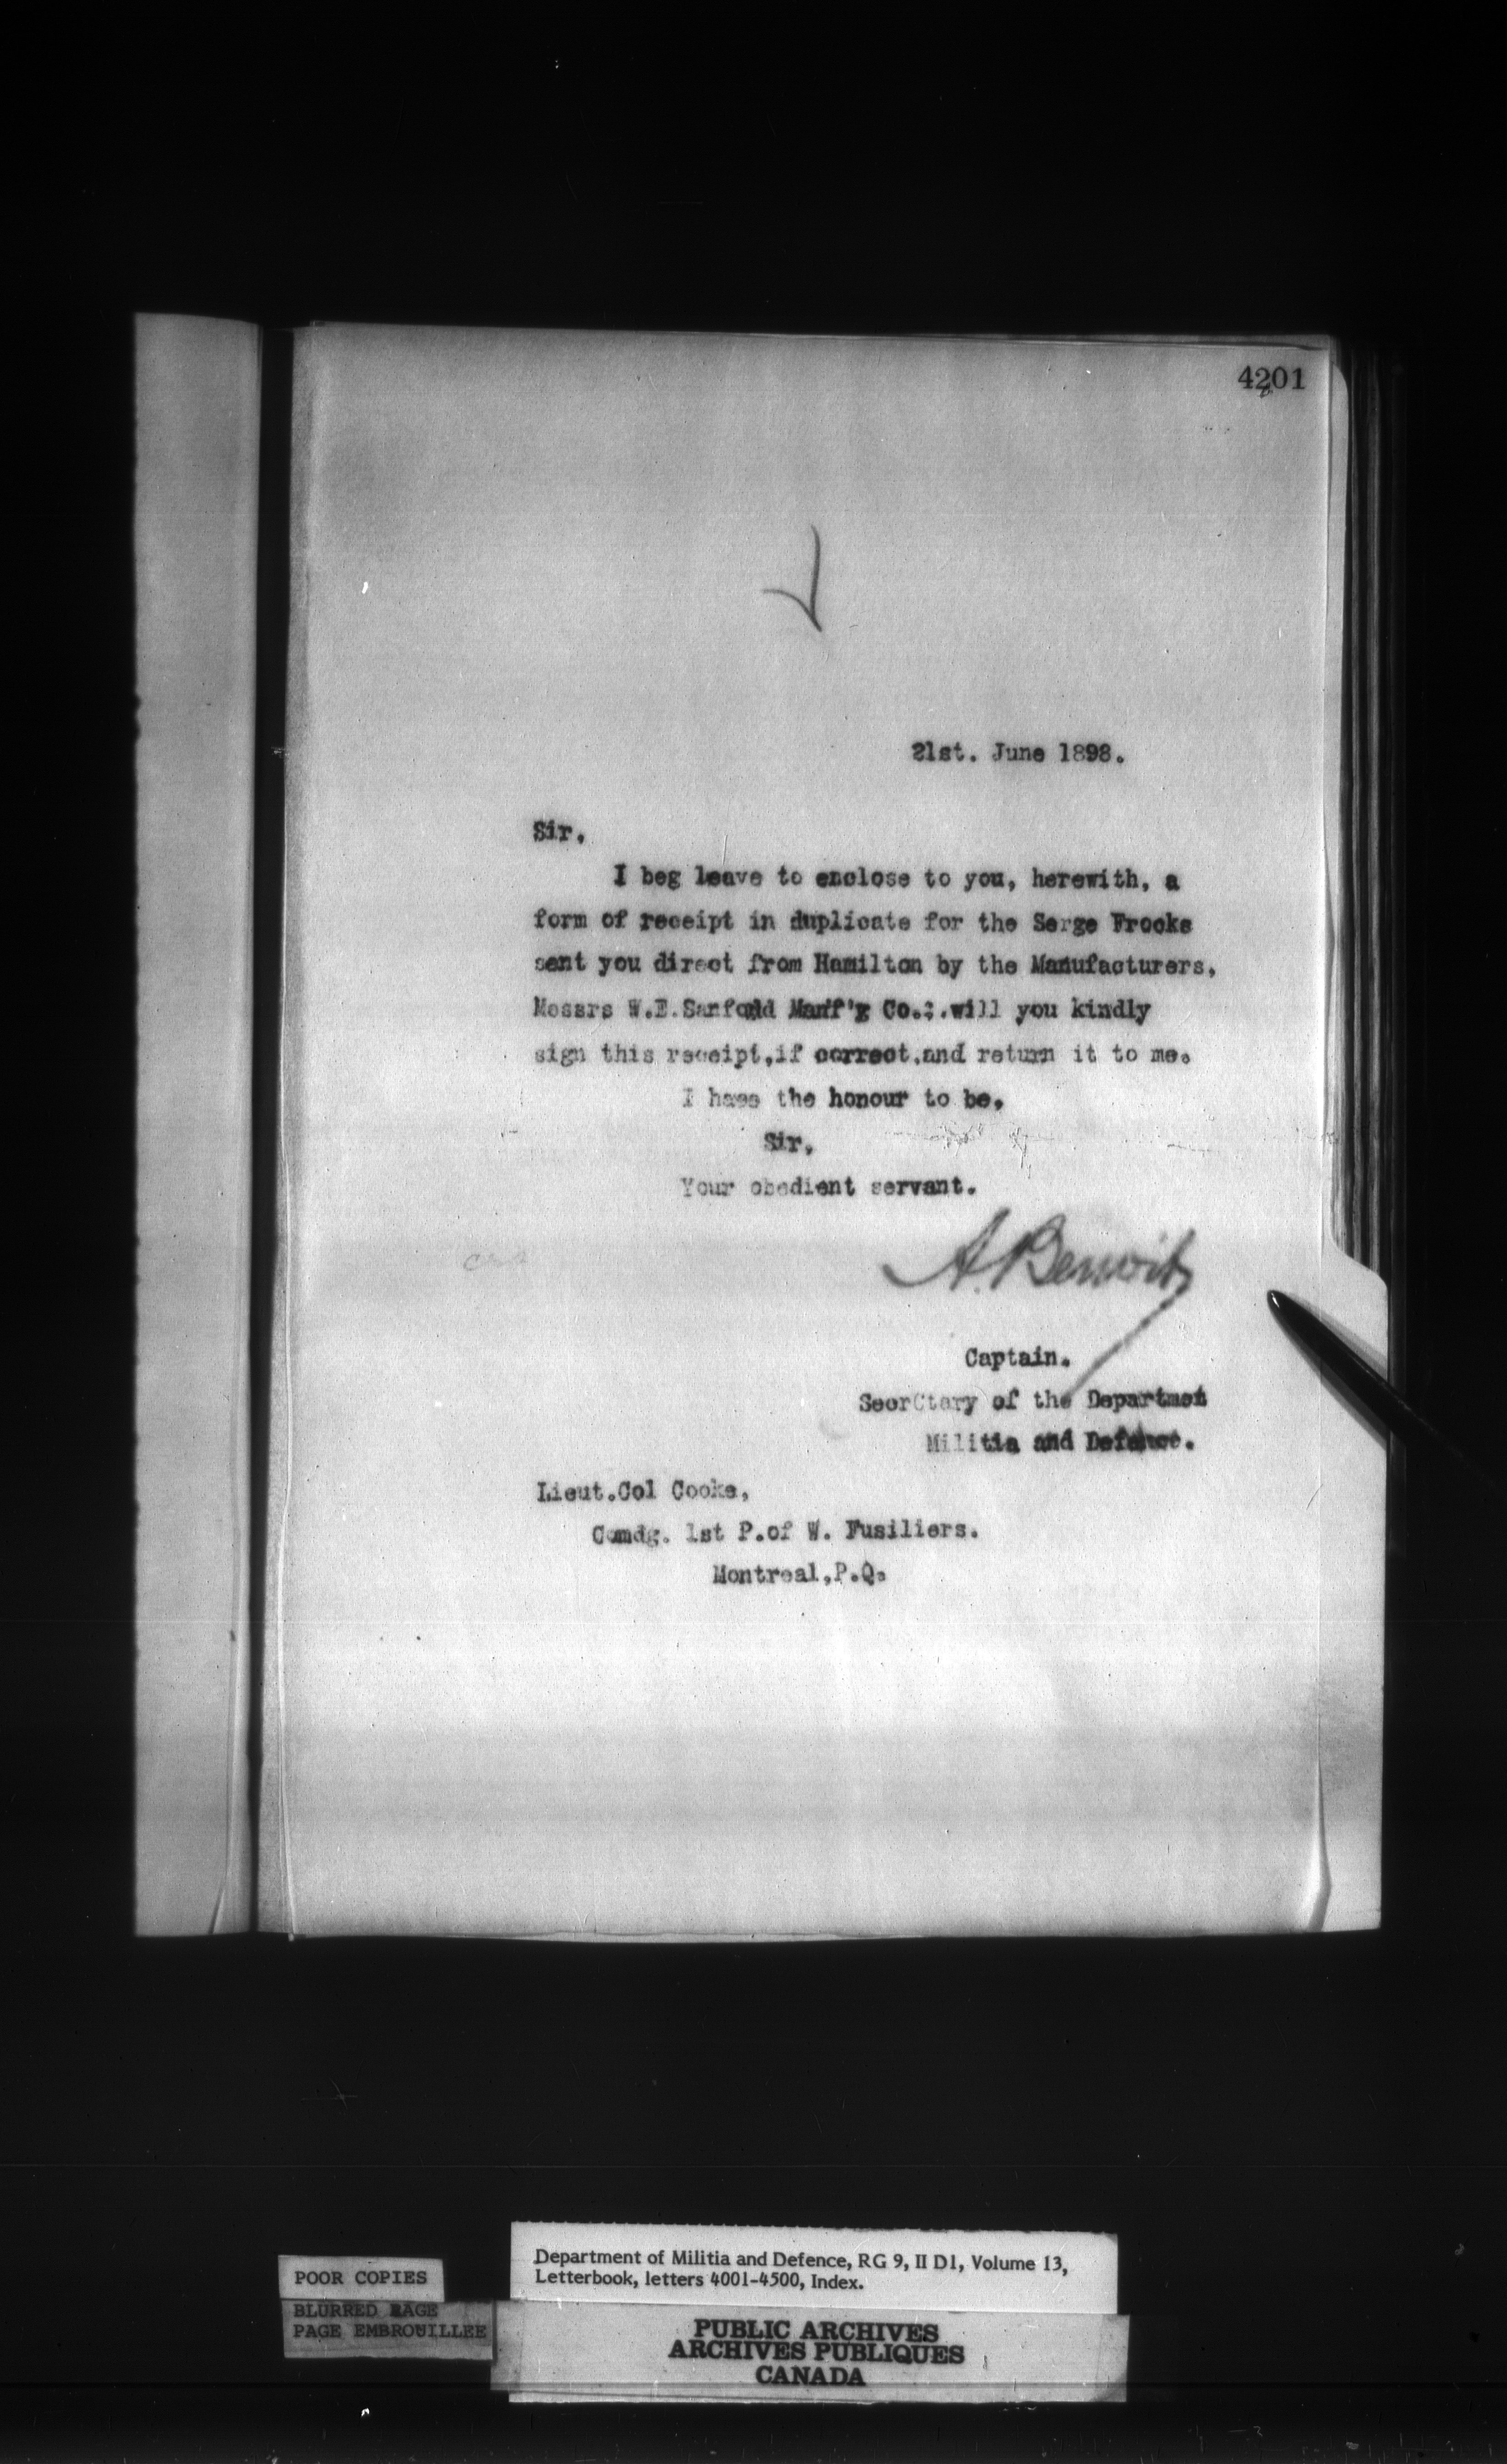 4201
21st. June 1898.
Sir,
I beg leave to enclose to you, herewith, a
form of receipt in duplicate for the Serge Frocks
sent you direct from Hamilton by the Manufacturers,
Messrs W.E.Sanfodd Manf'g Co.;.will you kindly
sign this receipt,if correct,and return it to me.
I have the honour to be,
Sir,
Your obedient servant.
A. Benoit
Captain.
SecrCtary of the Departmet
Militia and Defence.
Lieut.Col Cooke,
Comdg. 1st P.of W. Fusiliers.
Montreal,P.Q.
POOR COPIES
BLURRED PAGE
PAGE EMBROUILLEE
Department of Militia and Defence, RG 9, II D1, Volume 13,
Letterbook, letters 4001-4500, Index.
PUBLIC ARCHIVES
ARCHIVES PUBLIQUES
CANADA